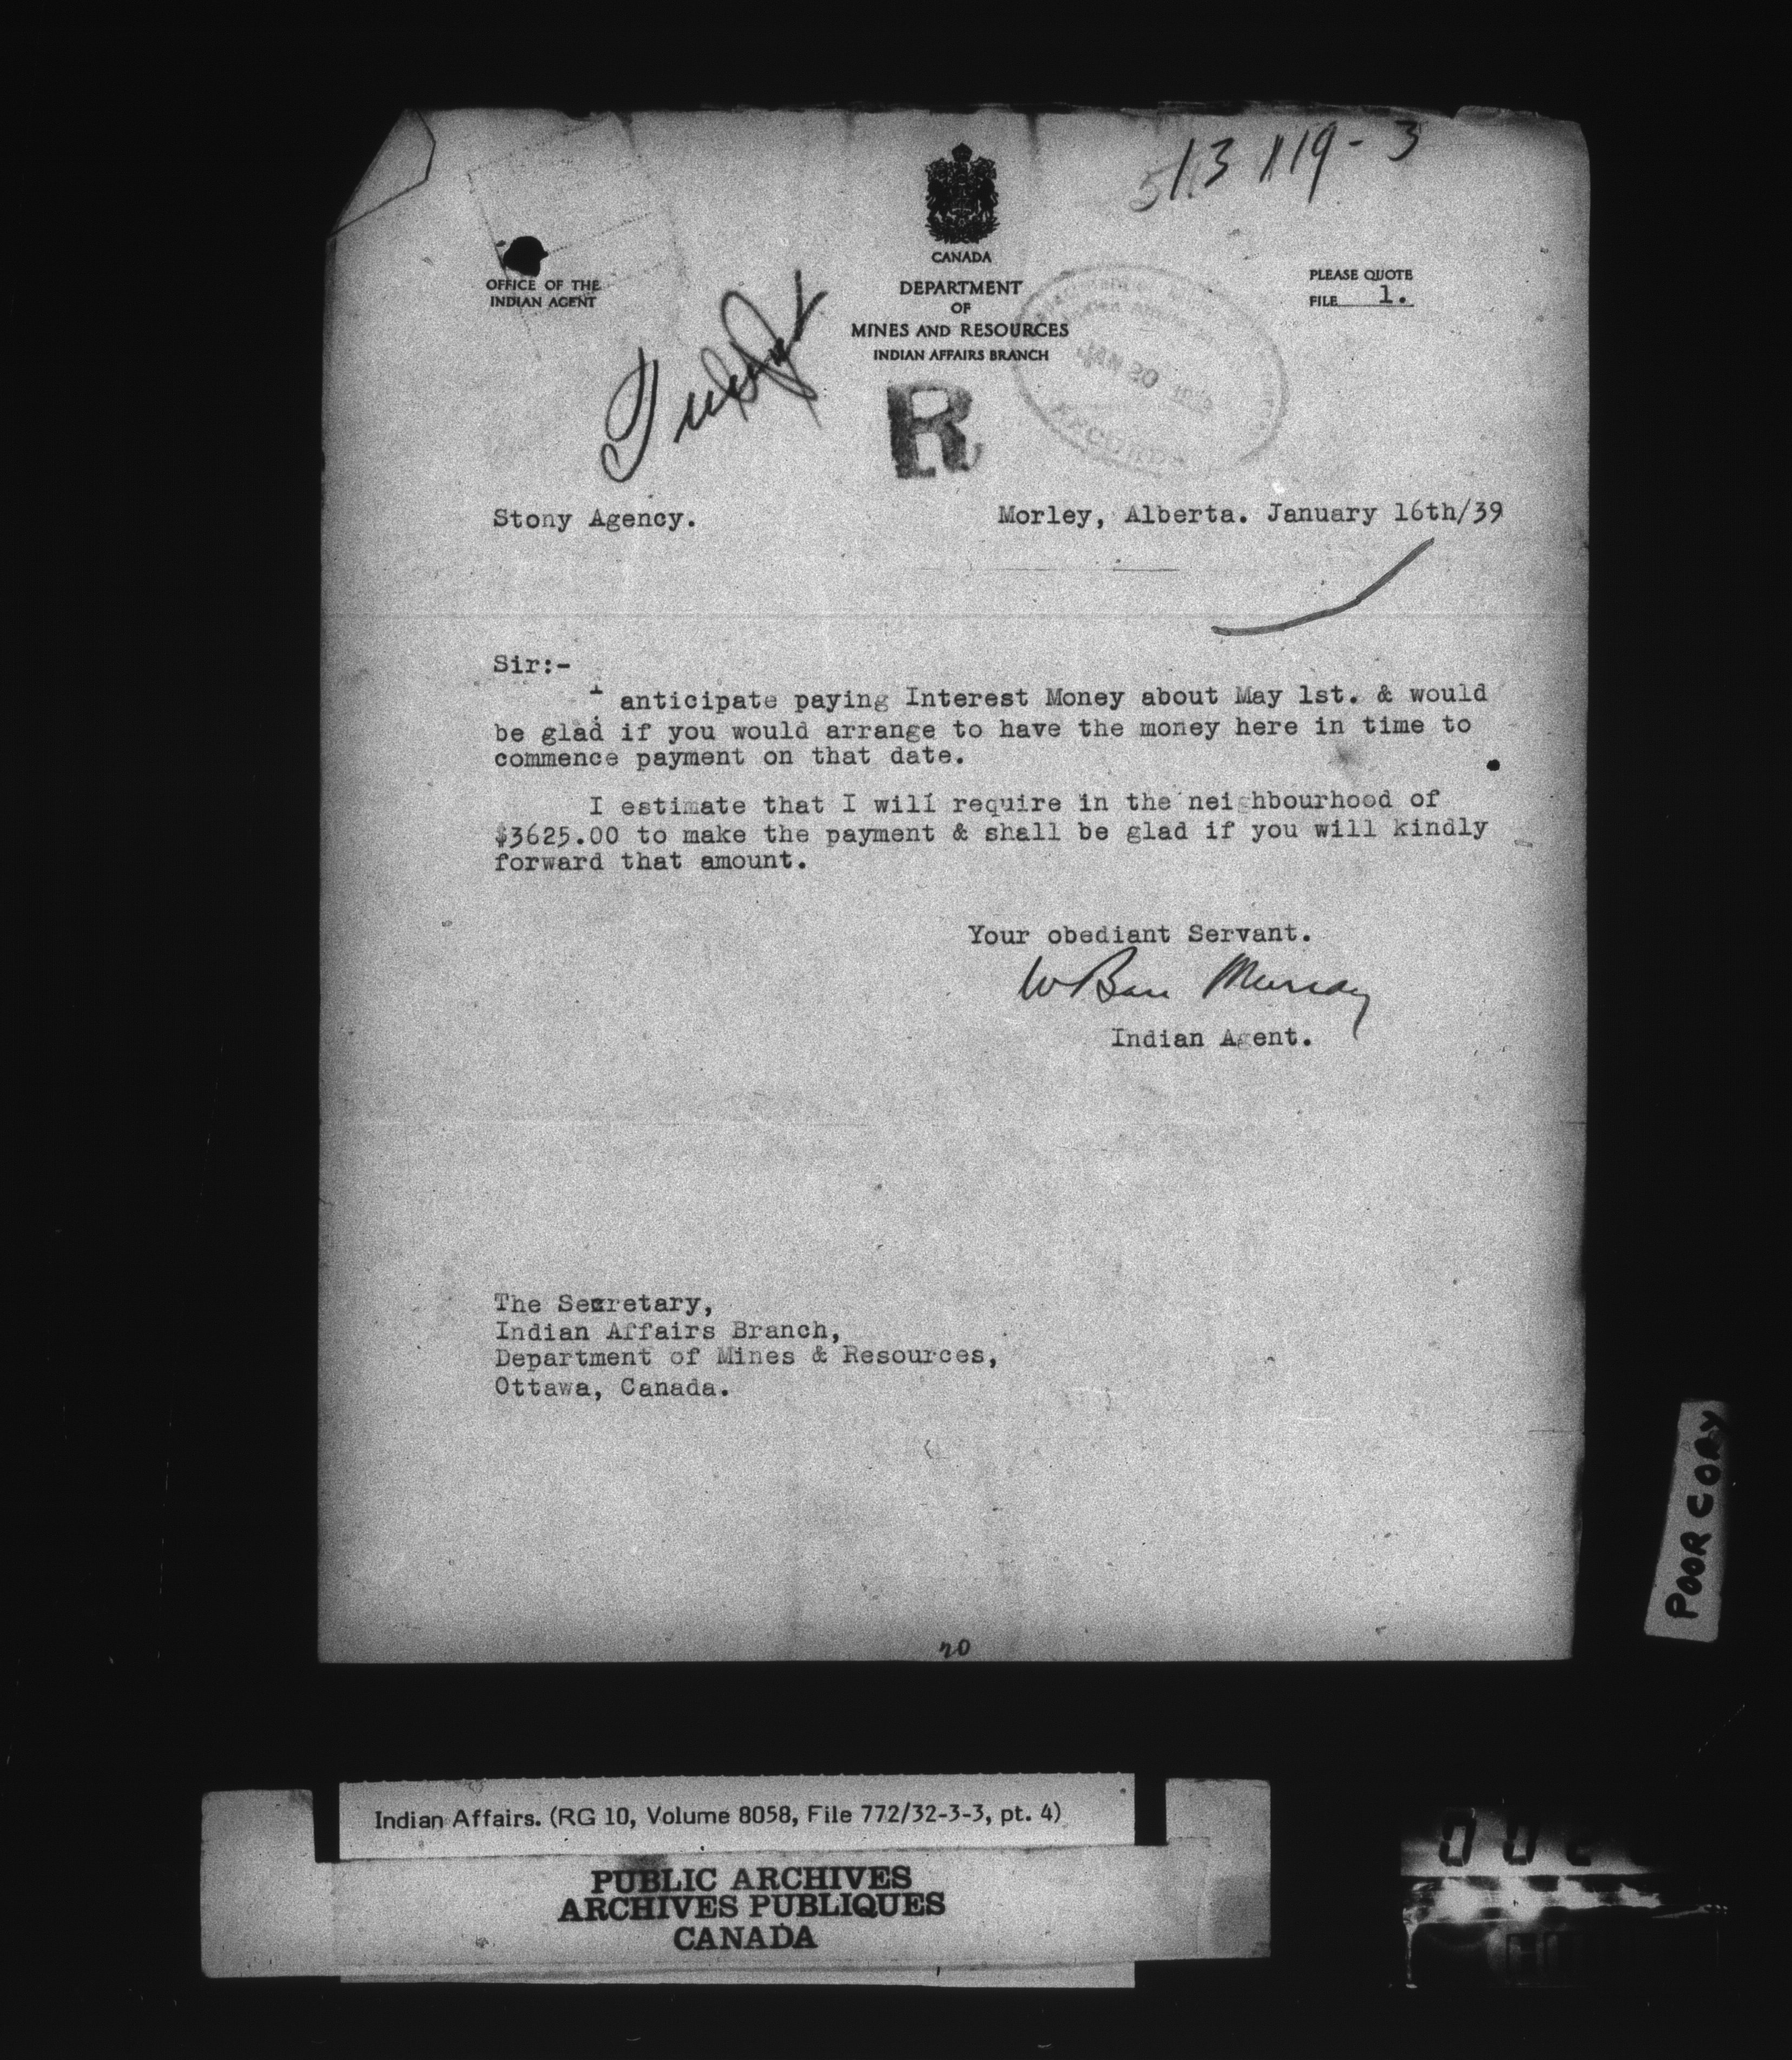 513 119-3
CANADA
OFFICE OF THE
INDIAN AGENT
DEPARTMENT
OF
MINES AND RESOURCES
INDIAN AFFAIRS BRANCH
PLEASE QUOTE
FILE 1.
JAN 30
R
Stony Agency.
Morley, Alberta. January 16th/39
Sir:-
I anticipate paying Interest Money about May 1st. & would
be glad if you would arrange to have the money here in time to
commence payment on that date.
I estimate that I will require in the neighbourhood of
$3625.00 to make the payment & shall be glad if you will kindly
forward that amount.
Your obediant Servant.
W Murray
Indian Agent.
The Secretary,
Indian Affairs Branch,
Department of Mines & Resources,
Ottawa, Canada.
POOR COPY
20
Indian Affairs. (RG 10, Volume 8058, File 772/32-3-3, pt. 4)
PUBLIC ARCHIVES
ARCHIVES PUBLIQUES
CANADA